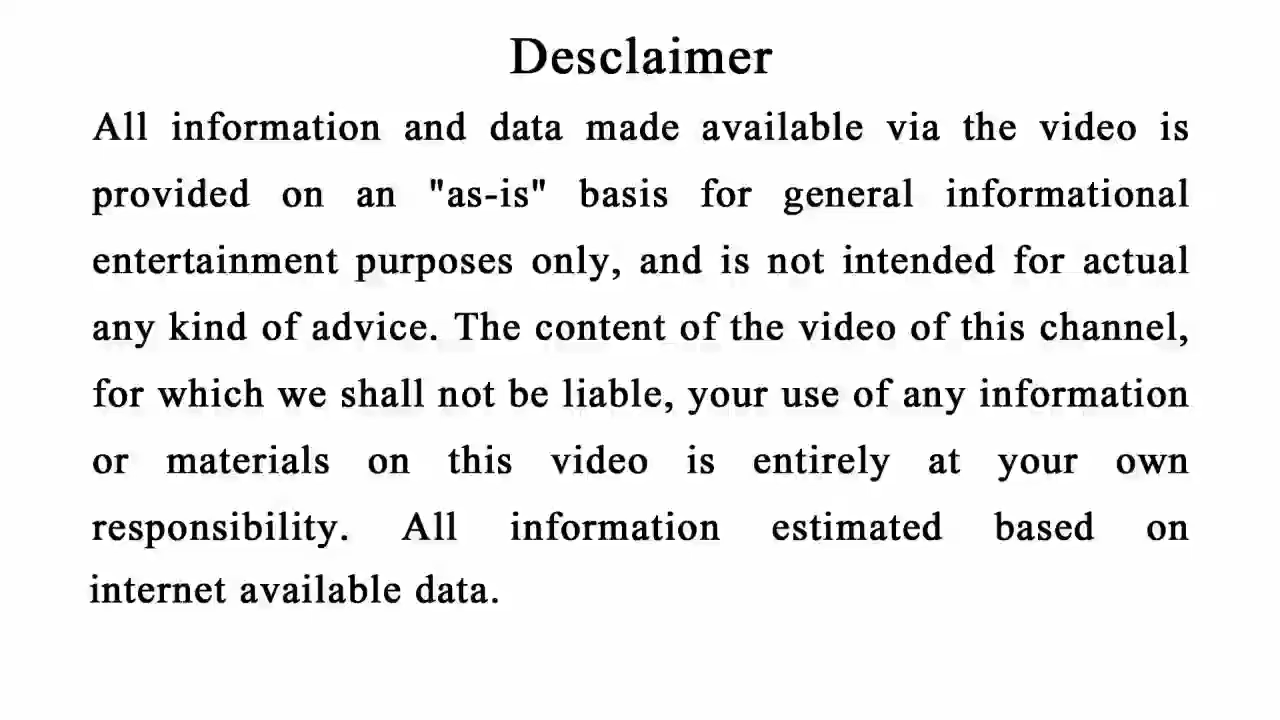 Desclaimer
All information and data made available via the video is
provided on an "as-is" basis for general informational
entertainment purposes only, and is not intended for actual
any kind of advice. The content of the video of this channel,
for which we shall not be liable, your use of any information
or materials on this video is entirely at your own
responsibility. All information estimated based on
internet available data.